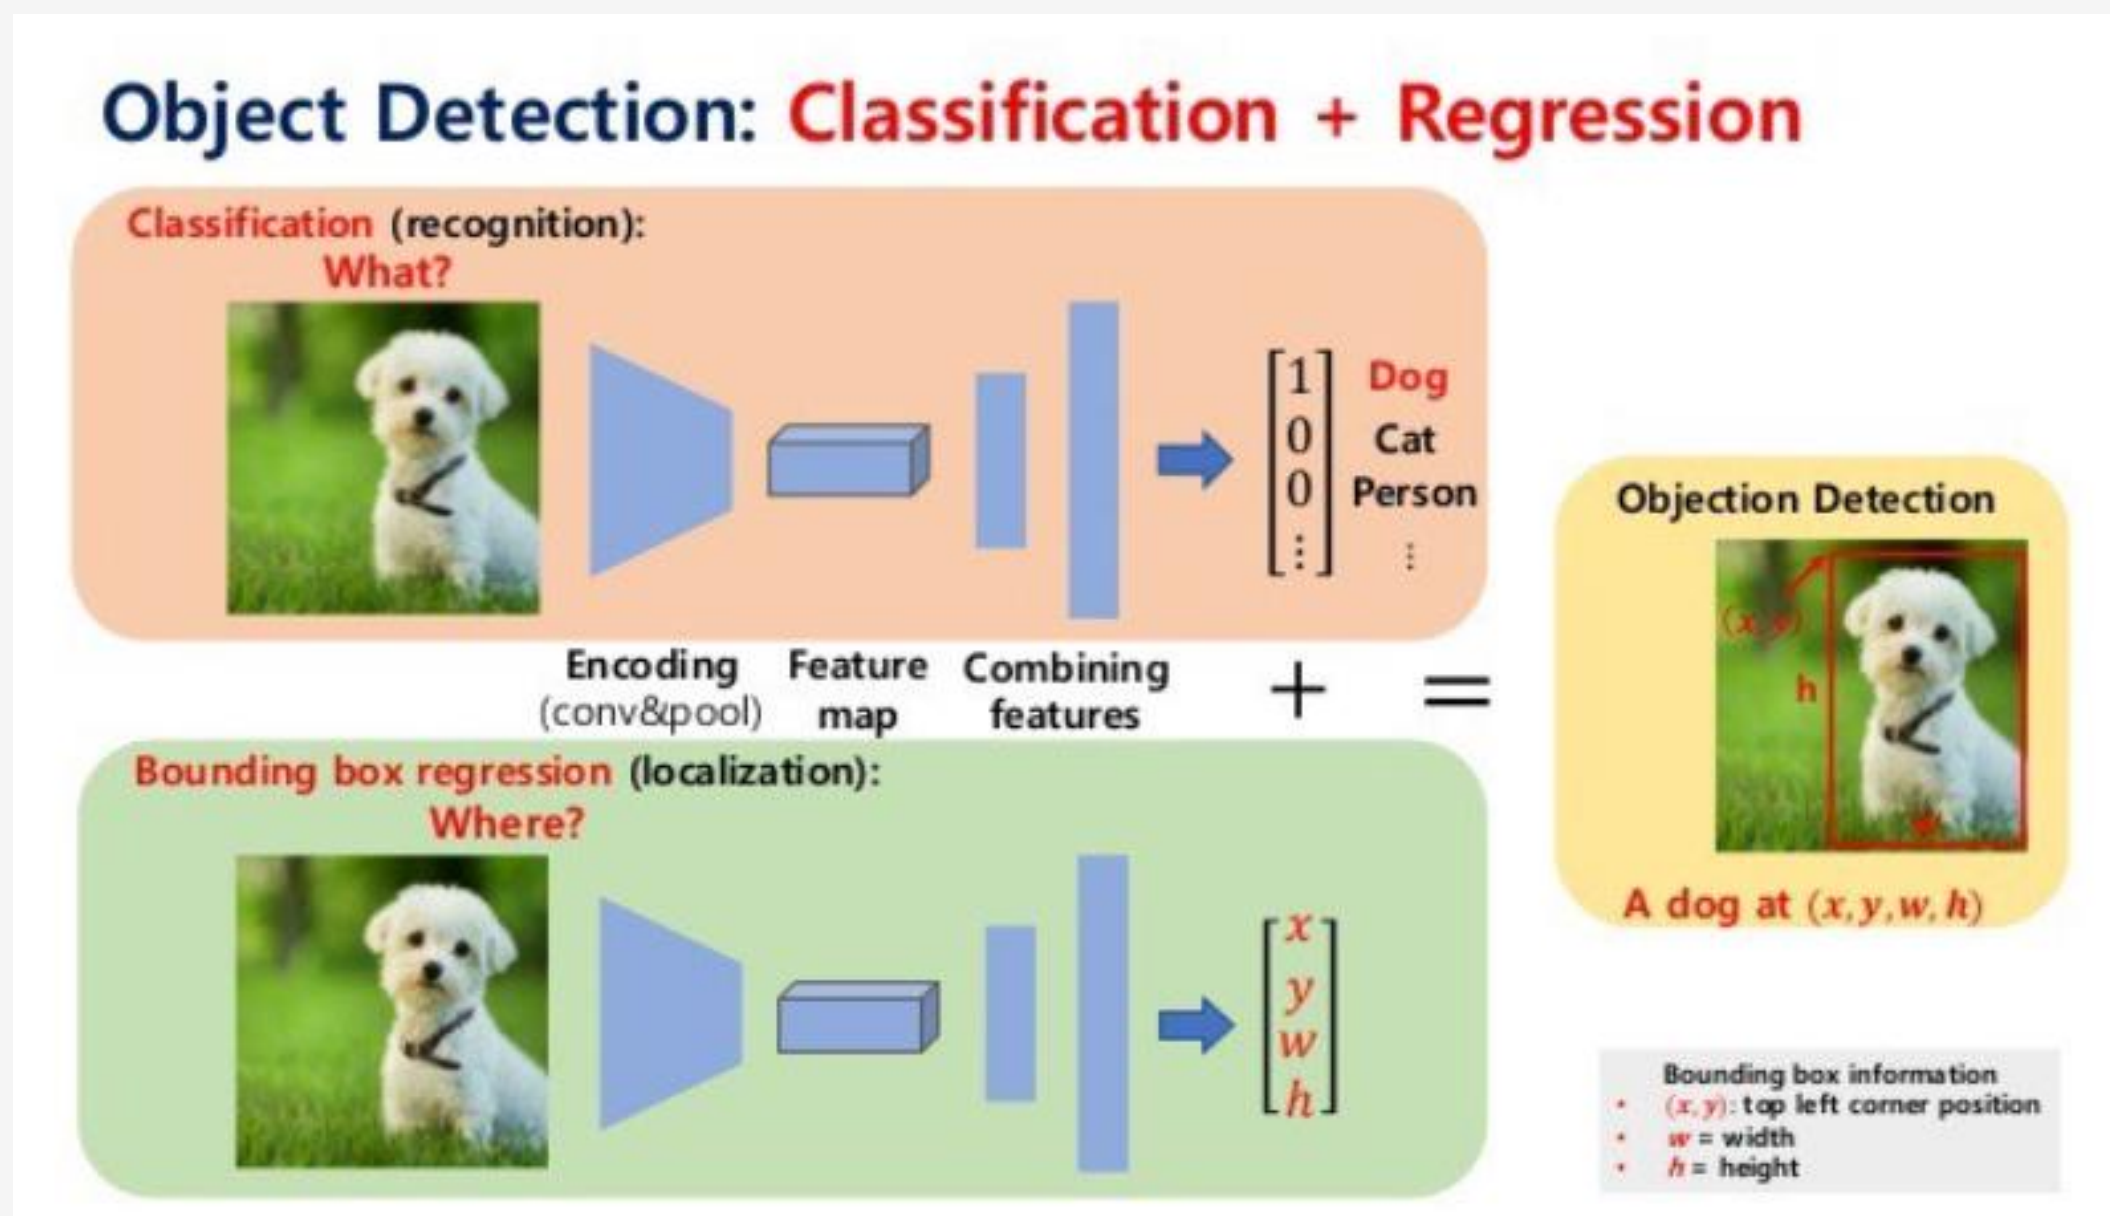 Object Detection: Classification + Regression
Classification (recognition):
What?
1 Dog
0 Cat
0 Person
⋮ ⋮
Encoding
(conv&pool)
Feature
map
Combining
features
+ =
Bounding box regression (localization):
Where?
x
y
w
h
Objection Detection
(x, y)
h
w
A dog at (x, y, w, h)
Bounding box information
• (x, y): top left corner position
• w = width
• h = height